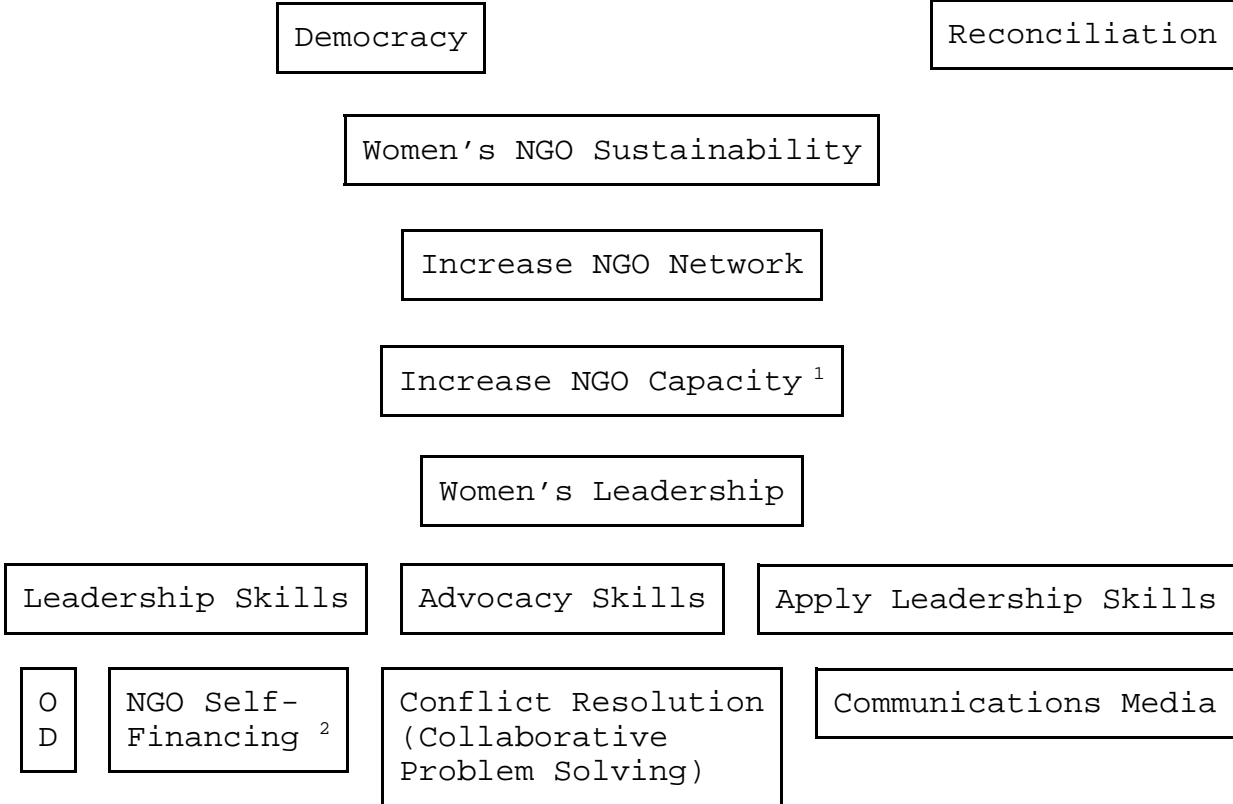 Democracy
Reconciliation
Women's NGO Sustainability
Increase NGO Network
Increase NGO Capacity 1
Women's Leadership
Leadership Skills
Advocacy Skills
Apply Leadership Skills
O
D
NGO Self-
Financing 2
Conflict Resolution
(Collaborative
Problem Solving)
Communications Media